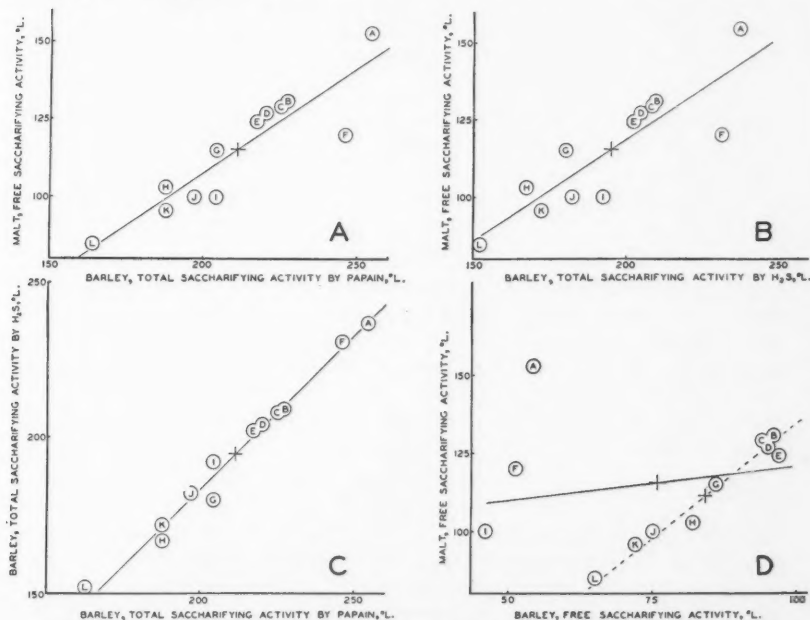 MALT, FREE SACCHARIFYING ACTIVITY, °L.
150
125
100
A
B
C
D
E
F
G
H
I
J
K
L
A
200
250
BARLEY, TOTAL SACCHARIFYING ACTIVITY BY PAPAIN, °L.
MALT, FREE SACCHARIFYING ACTIVITY, °L.
150
125
100
A
B
C
D
E
F
G
H
I
J
K
L
B
150
200
250
BARLEY, TOTAL SACCHARIFYING ACTIVITY BY H₂S, °L.
BARLEY, TOTAL SACCHARIFYING ACTIVITY BY H₂S, °L.
250
200
150
A
F
B
C
D
E
I
G
J
K
H
L
C
200
250
BARLEY, TOTAL SACCHARIFYING ACTIVITY BY PAPAIN, °L.
MALT, FREE SACCHARIFYING ACTIVITY, °L.
150
125
100
A
B
C
D
E
F
G
H
I
J
K
L
D
50
75
100
BARLEY, FREE SACCHARIFYING ACTIVITY, °L.